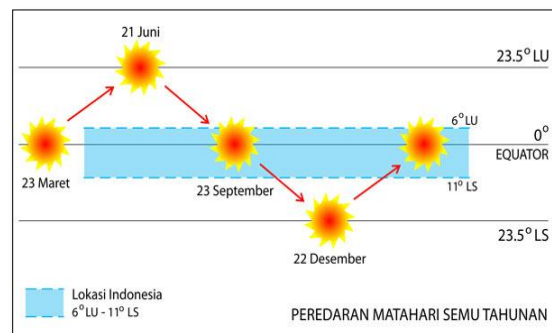 21 Juni
23.5° LU
6° LU
0°
EQUATOR
23 Maret
23 September
11° LS
23.5° LS
22 Desember
Lokasi Indonesia
6° LU - 11° LS
PEREDARAN MATAHARI SEMU TAHUNAN